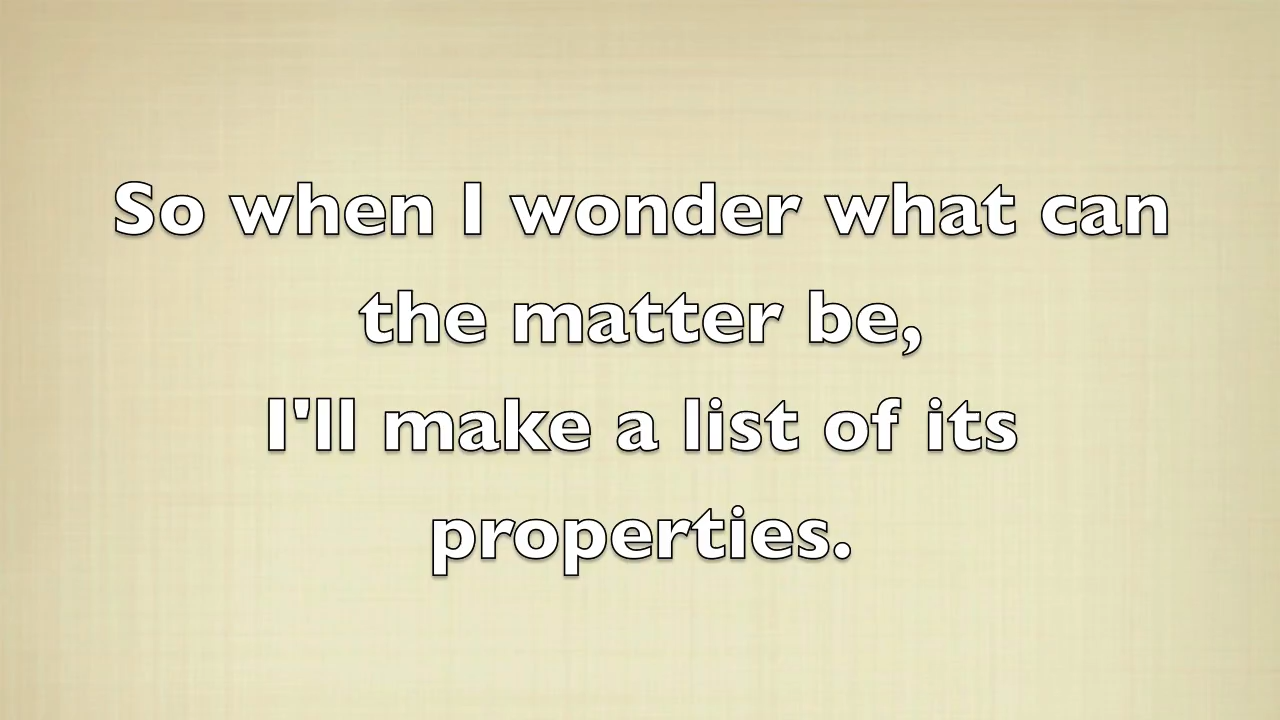 So when I wonder what can
the matter be,
I'll make a list of its
properties.